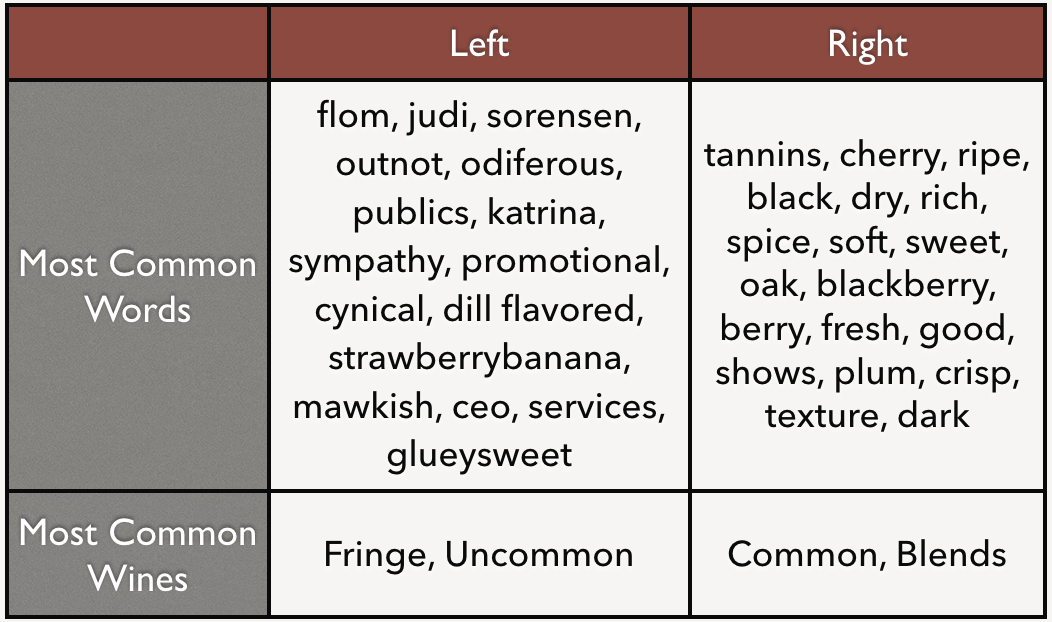 Left
Right
Most Common
Words
flom, judi, sorensen,
outnot, odiferous,
publics, katrina,
sympathy, promotional,
cynical, dill flavored,
strawberrybanana,
mawkish, ceo, services,
glueysweet
tannins, cherry, ripe,
black, dry, rich,
spice, soft, sweet,
oak, blackberry,
berry, fresh, good,
shows, plum, crisp,
texture, dark
Most Common
Wines
Fringe, Uncommon
Common, Blends